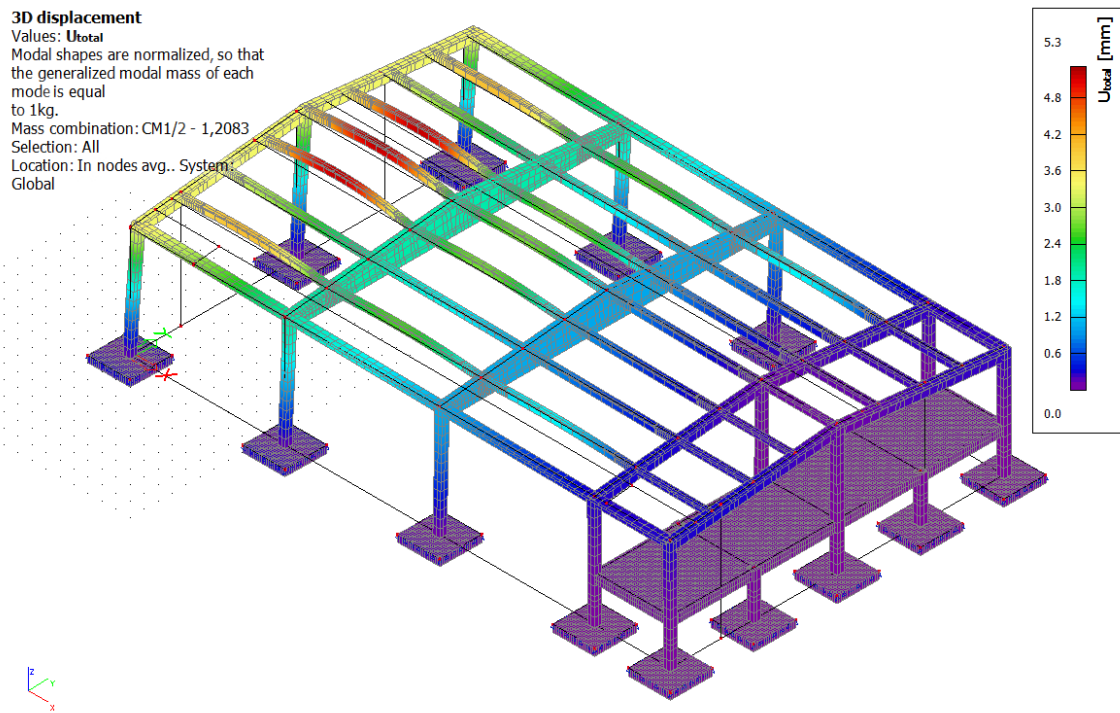 3D displacement
Values: Utotal
Modal shapes are normalized, so that
the generalized modal mass of each
mode is equal
to 1kg.
Mass combination: CM1/2 - 1,2083
Selection: All
Location: In nodes avg.. System:
Global
Utotal [mm]
5.3
4.8
4.2
3.6
3.0
2.4
1.8
1.2
0.6
0.0
Z
Y
X